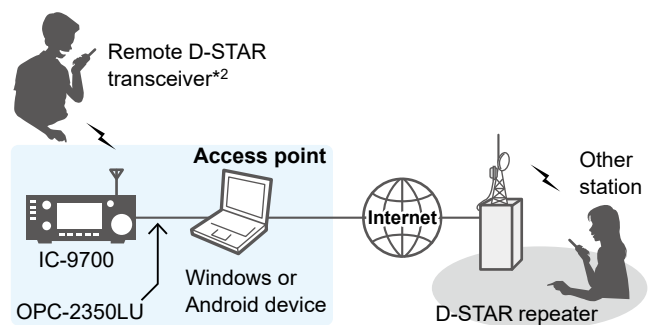 Remote D-STAR
transceiver*2
Access point
Other
station
Internet
IC-9700
Windows or
Android device
OPC-2350LU
D-STAR repeater